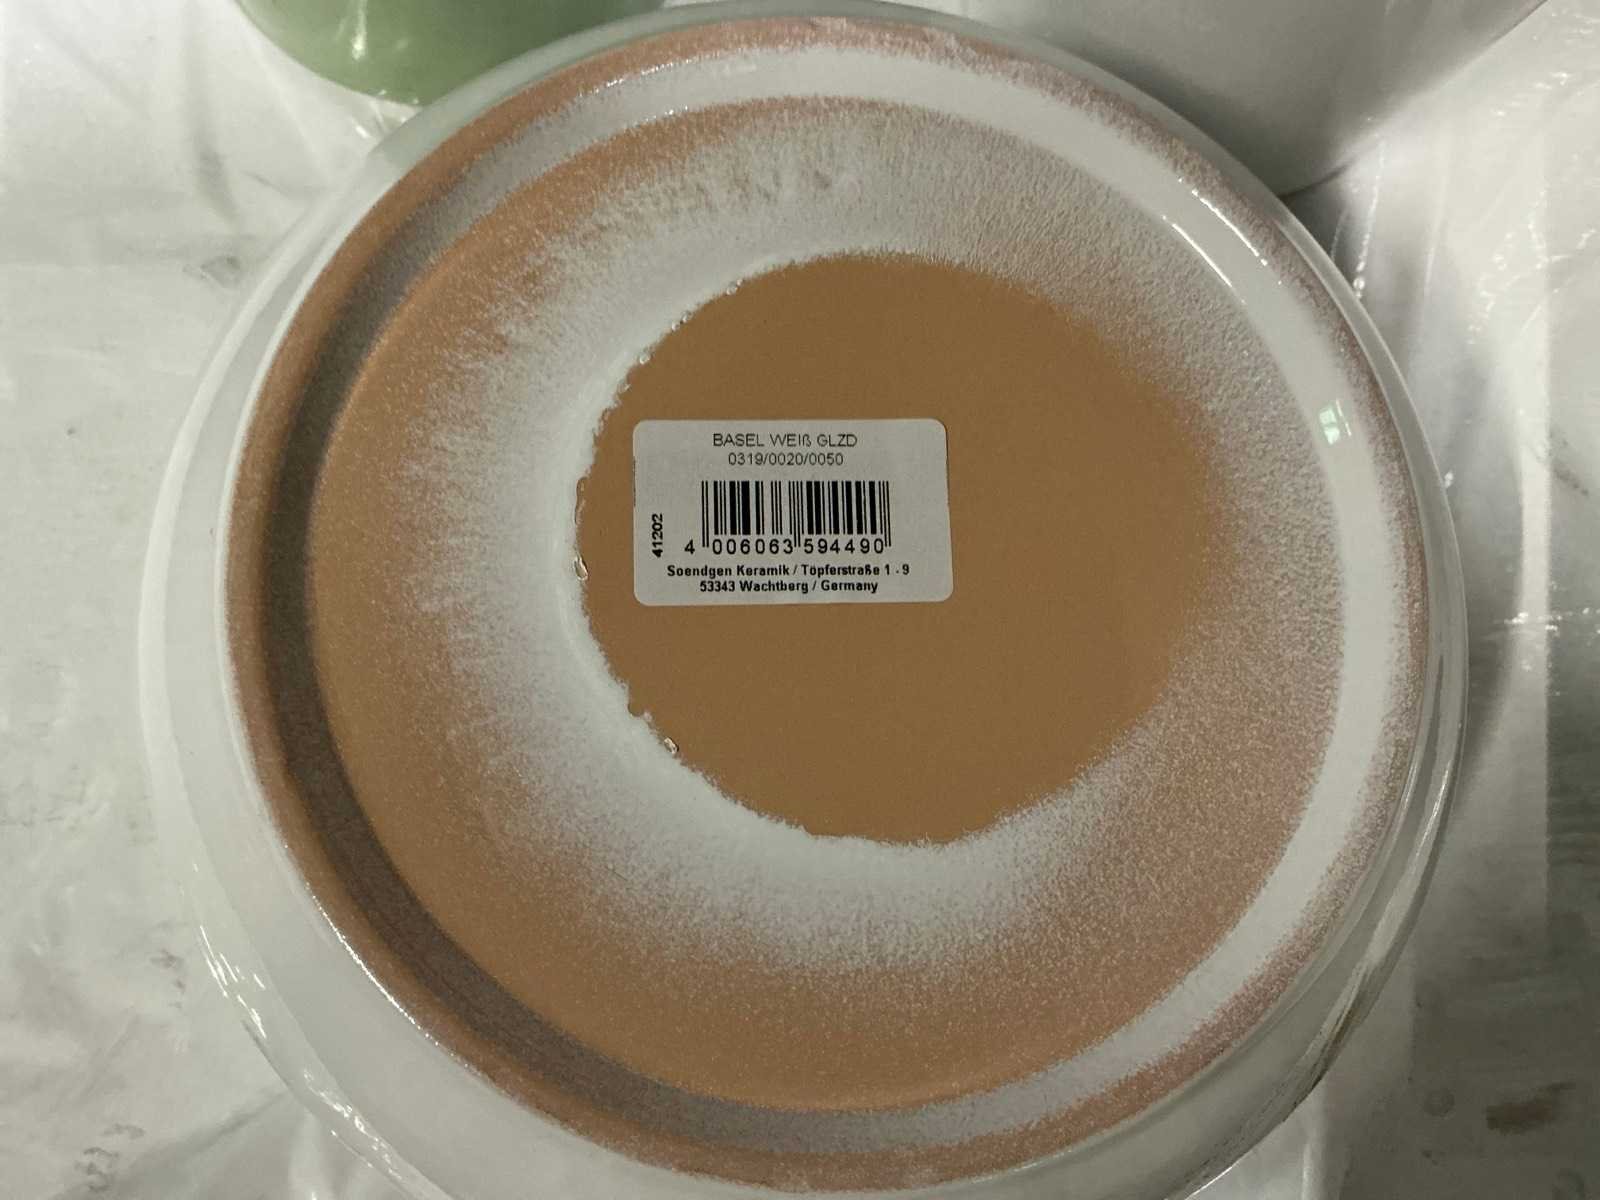 BASEL WEIß GLZD
0319/0020/0050
41202
4 006063 594490
Soendgen Keramik / Töpferstraße 1 - 9
53343 Wachtberg / Germany